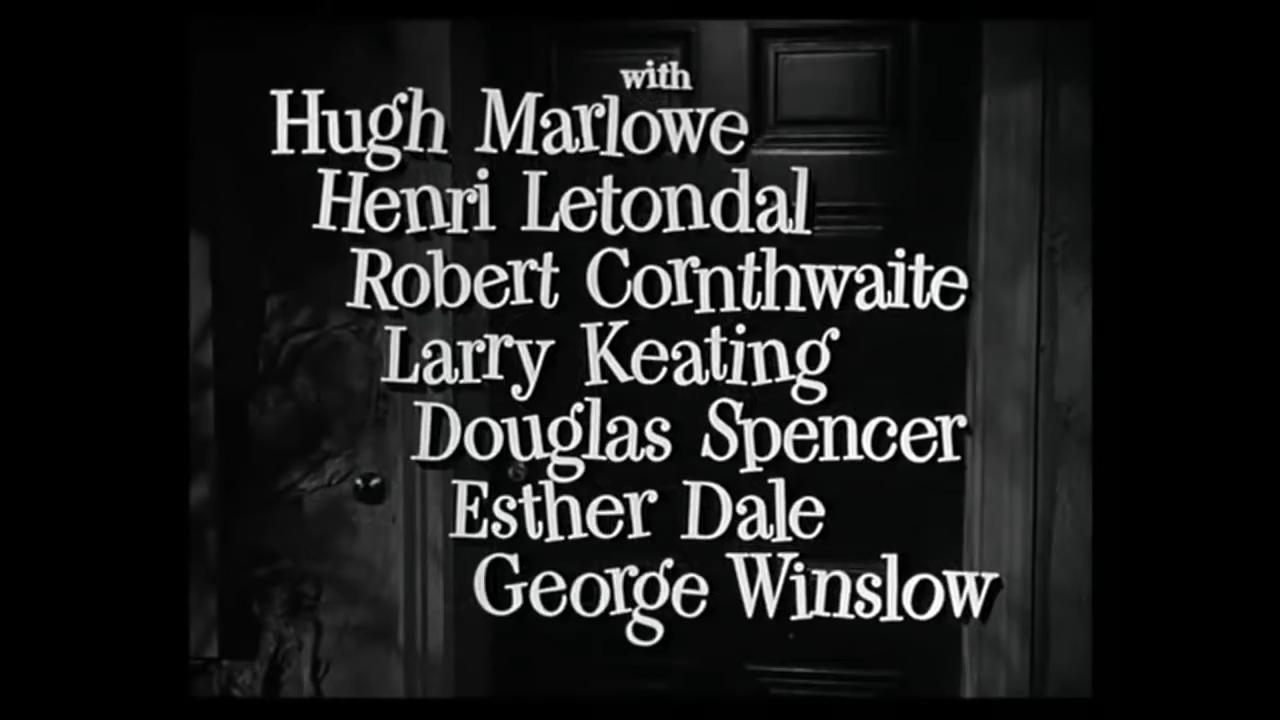 with
Hugh Marlowe
Henri Letondal
Robert Cornthwaite
Larry Keating
Douglas Spencer
Esther Dale
George Winslow